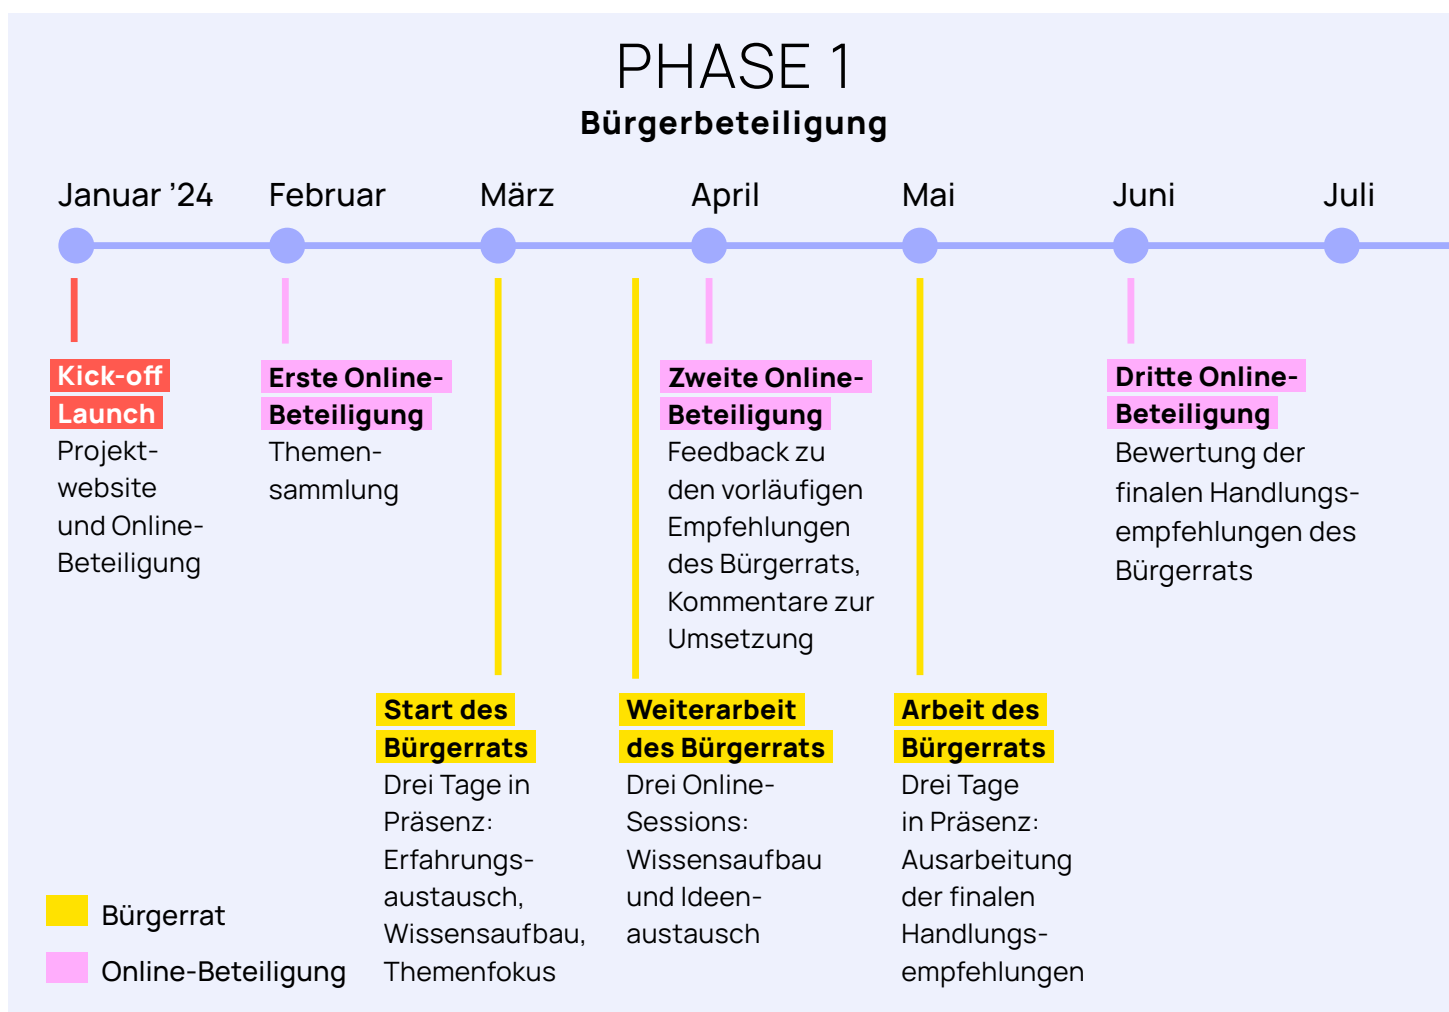 PHASE 1
Bürgerbeteiligung
Januar ’24
Februar
März
April
Mai
Juni
Juli
Kick-off
Launch
Projekt-
website
und Online-
Beteiligung
Erste Online-
Beteiligung
Themen-
sammlung
Zweite Online-
Beteiligung
Feedback zu
den vorläufigen
Empfehlungen
des Bürgerrats,
Kommentare zur
Umsetzung
Dritte Online-
Beteiligung
Bewertung der
finalen Handlungs-
empfehlungen des
Bürgerrats
Start des
Bürgerrats
Drei Tage in
Präsenz:
Erfahrungs-
austausch,
Wissensaufbau,
Themenfokus
Weiterarbeit
des Bürgerrats
Drei Online-
Sessions:
Wissensaufbau
und Ideen-
austausch
Arbeit des
Bürgerrats
Drei Tage
in Präsenz:
Ausarbeitung
der finalen
Handlungs-
empfehlungen
Bürgerrat
Online-Beteiligung